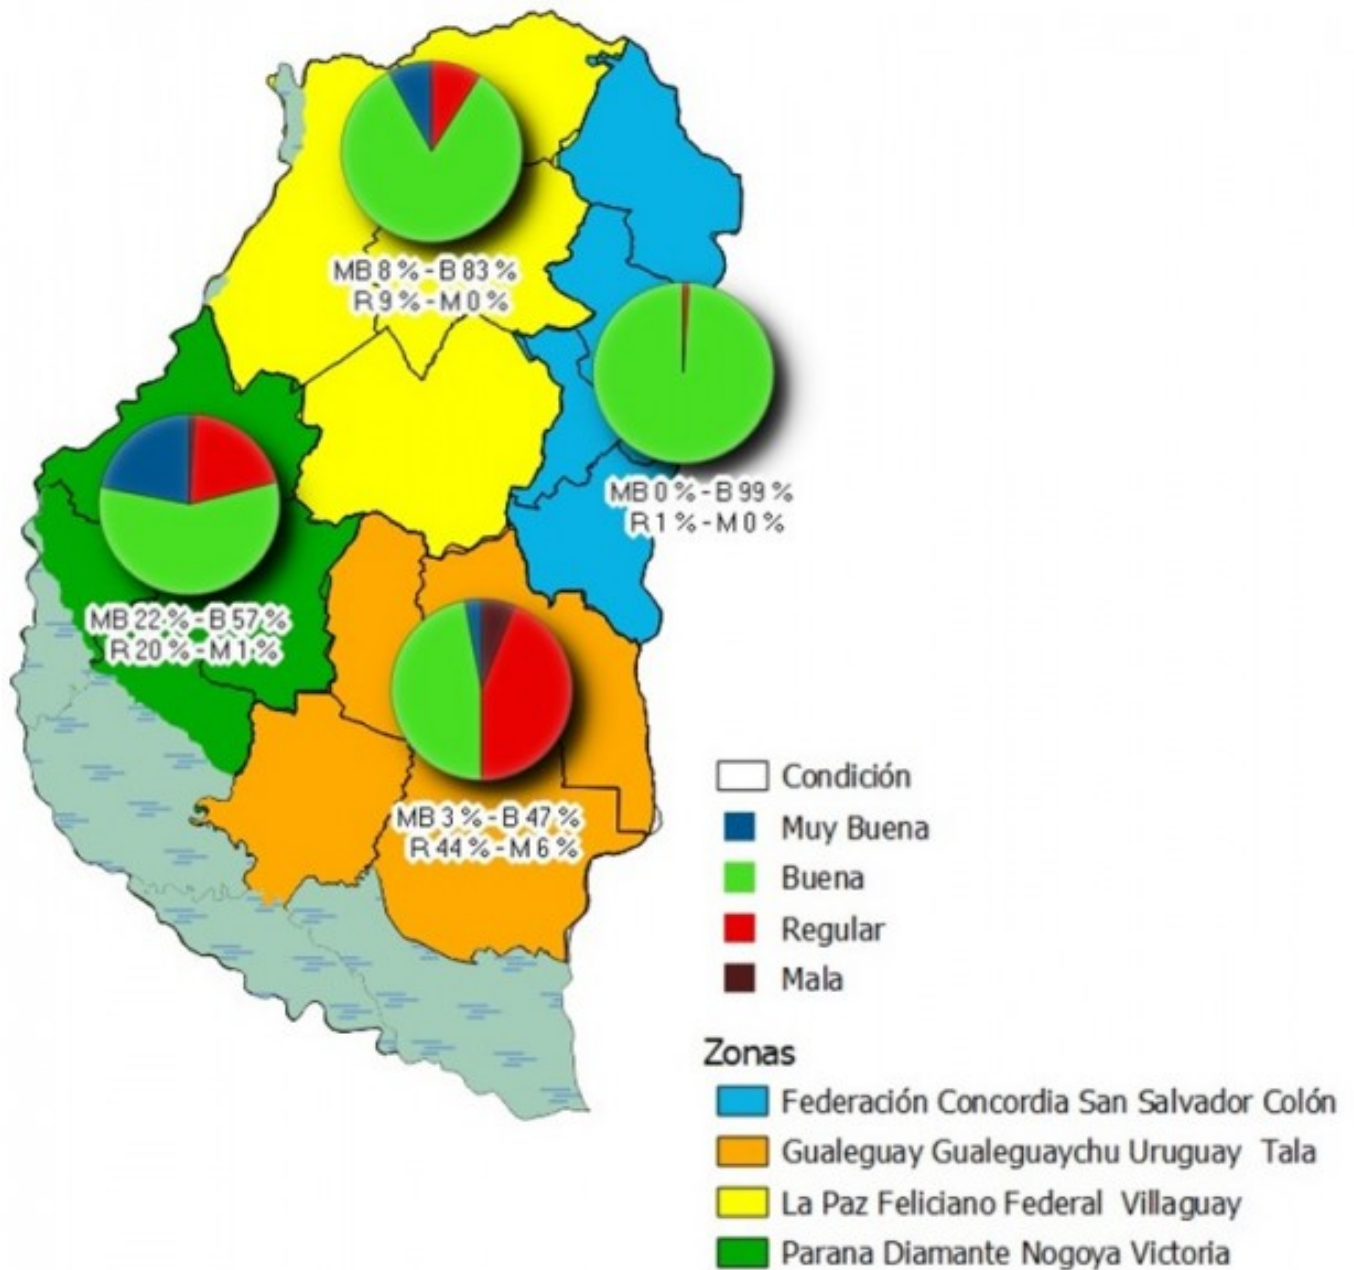 MB 8 % - B 83 %
R 9 % - M 0 %
MB 0 % - B 99 %
R 1 % - M 0 %
MB 22 % - B 57 %
R 20 % - M 1 %
MB 3 % - B 47 %
R 44 % - M 6 %
Condición
Muy Buena
Buena
Regular
Mala
Zonas
Federación Concordia San Salvador Colón
Gualeguay Gualeguaychu Uruguay Tala
La Paz Feliciano Federal Villaguay
Parana Diamante Nogoya Victoria